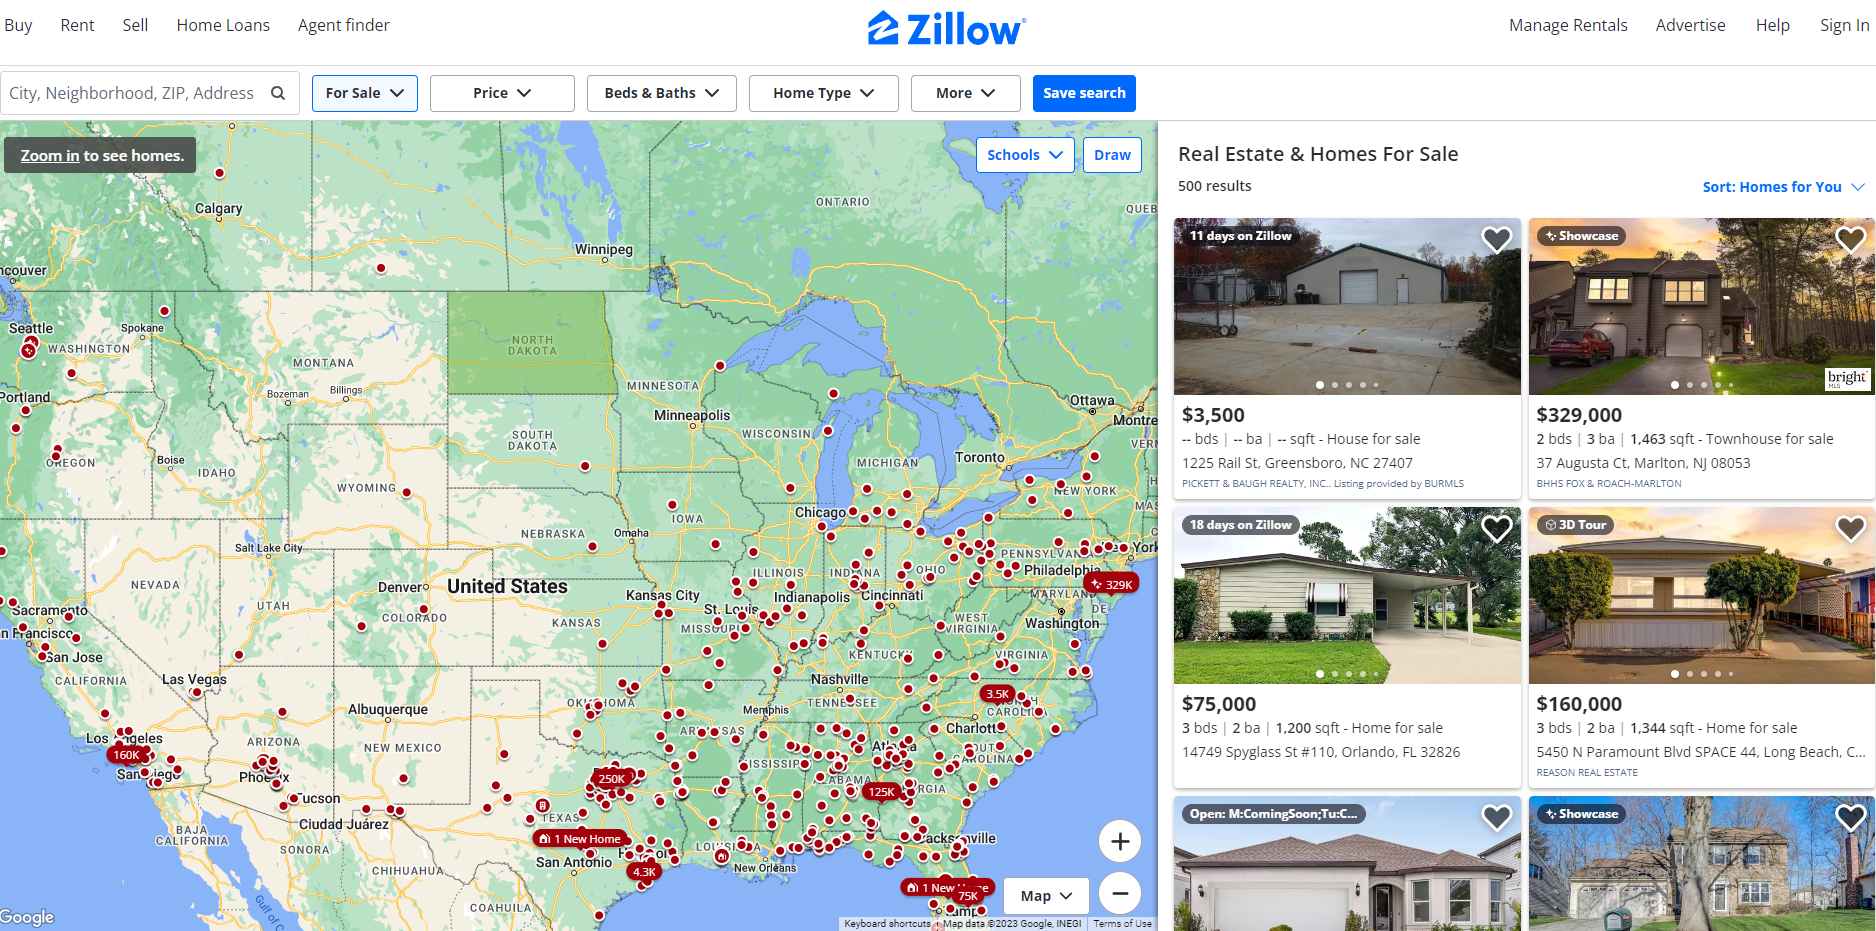 Buy
Rent
Sell
Home Loans
Agent finder
Zillow
Manage Rentals
Advertise
Help
Sign In
City, Neighborhood, ZIP, Address
For Sale
Price
Beds & Baths
Home Type
More
Save search
Zoom in to see homes.
Schools
Draw
Calgary
Winnipeg
ONTARIO
QUEB
ncouver
Seattle
Spokane
WASHINGTON
MONTANA
NORTH
DAKOTA
MINNESOTA
Portland
Bozeman
Billings
Minneapolis
Ottawa
Montre
SOUTH
DAKOTA
WISCONSIN
MICHIGAN
Toronto
VERM
OREGON
Boise
IDAHO
WYOMING
NEW YORK
MAS
Chicago
IOWA
Omaha
NEBRASKA
Salt Lake City
PENNSYLVANIA
York
NEVADA
UTAH
Denver
United States
ILLINOIS
INDIANA
OHIO
Philadelphia
329K
Sacramento
Kansas City
Indianapolis
Cincinnati
MARYLAND
DE
COLORADO
KANSAS
St. Louis
MISSOURI
WEST
VIRGINIA
Washington
n Francisco
San Jose
CALIFORNIA
Las Vegas
KENTUCKY
VIRGINIA
Nashville
TENNESSEE
Albuquerque
OKLAHOMA
Memphis
3.5K
NORTH
CAROLINA
Charlott
Los Angeles
160K
San Diego
ARIZONA
NEW MEXICO
ARKANSAS
Atlanta
CAROLINA
Phoenix
MISSISSIPPI
ALABAMA
250K
125K
Tucson
TEXAS
Ciudad Juárez
1 New Home
LOUISIANA
acksonville
BAJA
CALIFORNIA
SONORA
San Antonio
4.3K
New Orleans
CHIHUAHUA
COAHUILA
Gulf of
1 New Home
75K
Tampa
Map
Google
Keyboard shortcuts
Map data ©2023 Google, INEGI
Terms of Use
Real Estate & Homes For Sale
500 results
Sort: Homes for You
11 days on Zillow
$3,500
-- bds | -- ba | -- sqft - House for sale
1225 Rail St, Greensboro, NC 27407
PICKETT & BAUGH REALTY, INC.. Listing provided by BURMLS
Showcase
bright
MLS
$329,000
2 bds | 3 ba | 1,463 sqft - Townhouse for sale
37 Augusta Ct, Marlton, NJ 08053
BHHS FOX & ROACH-MARLTON
18 days on Zillow
$75,000
3 bds | 2 ba | 1,200 sqft - Home for sale
14749 Spyglass St #110, Orlando, FL 32826
3D Tour
$160,000
3 bds | 2 ba | 1,344 sqft - Home for sale
5450 N Paramount Blvd SPACE 44, Long Beach, C...
REASON REAL ESTATE
Open: M:ComingSoon;Tu:C...
Showcase